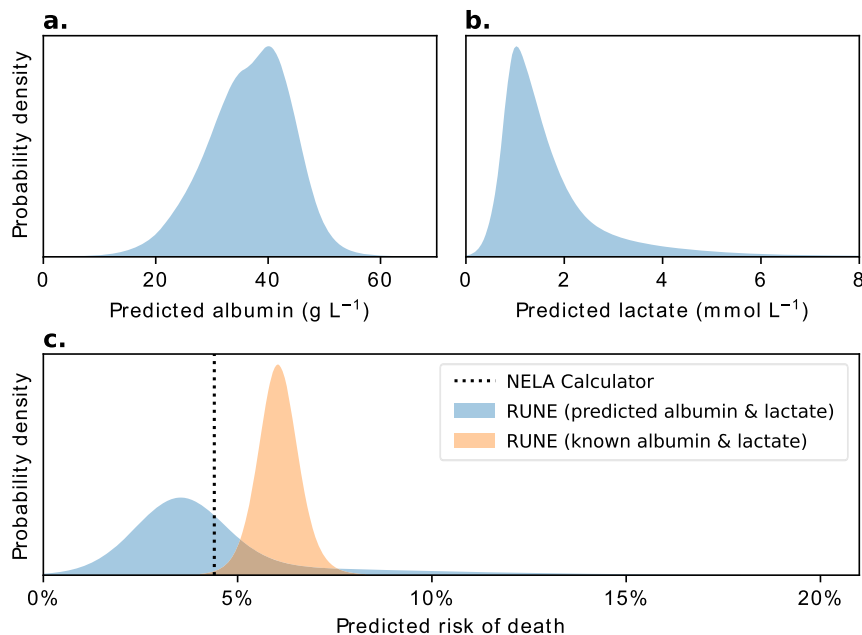 a.
Probability density
0 20 40 60
Predicted albumin (g L⁻¹)
b.
0 2 4 6 8
Predicted lactate (mmol L⁻¹)
c.
Probability density
NELA Calculator
RUNE (predicted albumin & lactate)
RUNE (known albumin & lactate)
0% 5% 10% 15% 20%
Predicted risk of death